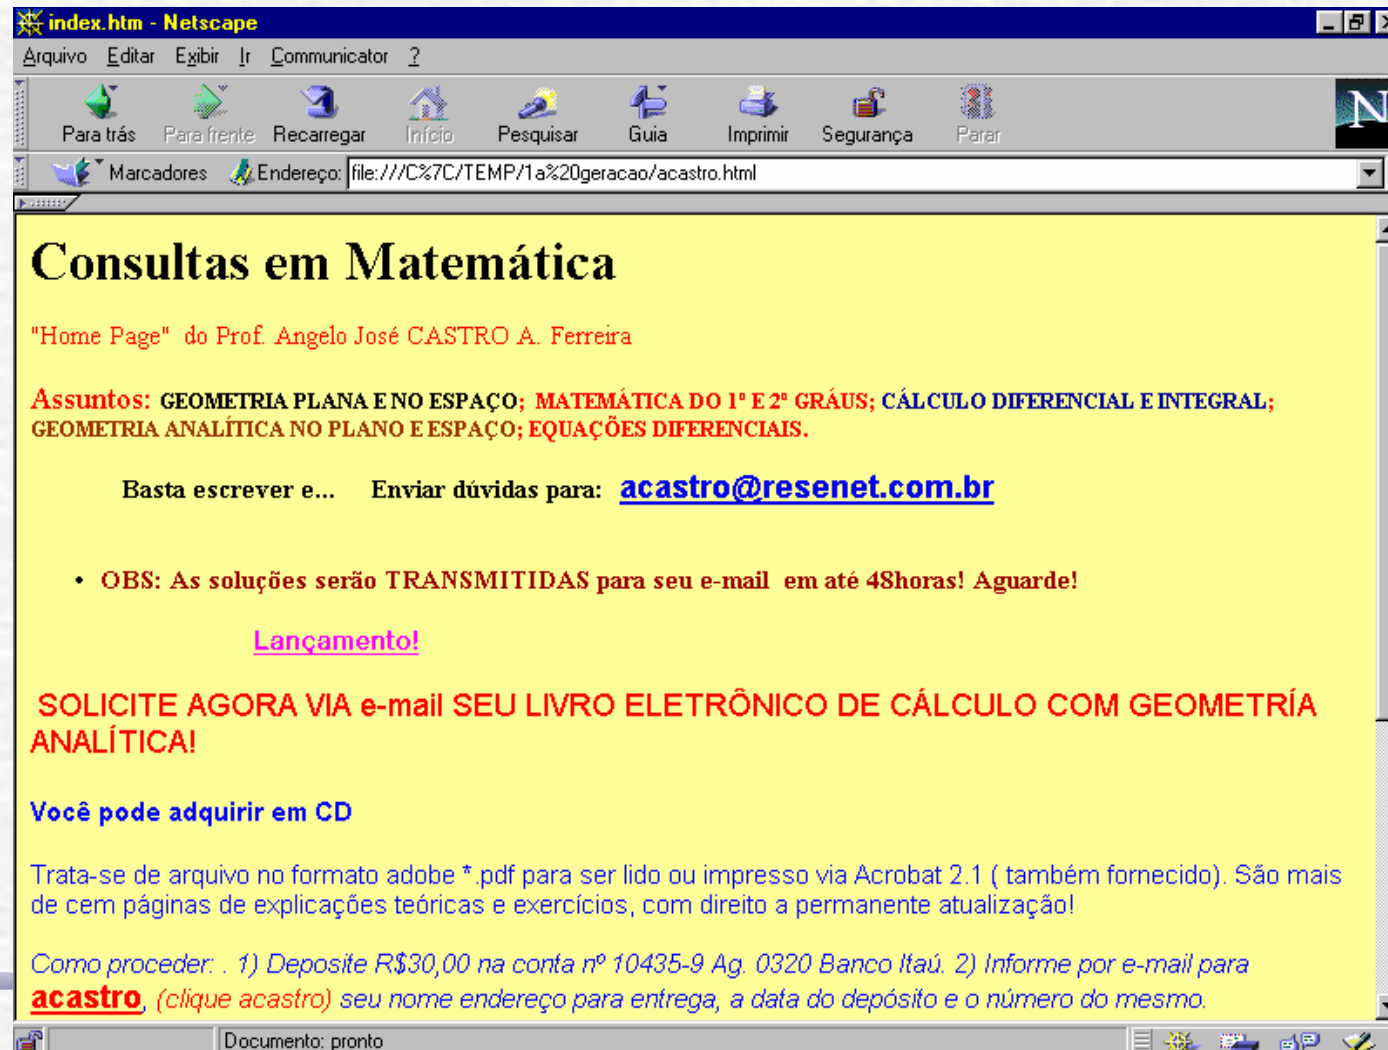 index.htm - Netscape
Arquivo Editar Exibir Ir Communicator ?
Para trás Para frente Recarregar Início Pesquisar Guia Imprimir Segurança Parar
N
Marcadores Endereço: file:///C%7C/TEMP/1a%20geracao/acastro.html
Consultas em Matemática
"Home Page" do Prof. Angelo José CASTRO A. Ferreira
Assuntos: GEOMETRIA PLANA E NO ESPAÇO; MATEMÁTICA DO 1º E 2º GRÁUS; CÁLCULO DIFERENCIAL E INTEGRAL;
GEOMETRIA ANALÍTICA NO PLANO E ESPAÇO; EQUAÇÕES DIFERENCIAIS.
Basta escrever e... Enviar dúvidas para: acastro@resenet.com.br
• OBS: As soluções serão TRANSMITIDAS para seu e-mail em até 48horas! Aguarde!
Lançamento!
SOLICITE AGORA VIA e-mail SEU LIVRO ELETRÔNICO DE CÁLCULO COM GEOMETRÍA
ANALÍTICA!
Você pode adquirir em CD
Trata-se de arquivo no formato adobe *.pdf para ser lido ou impresso via Acrobat 2.1 ( também fornecido). São mais
de cem páginas de explicações teóricas e exercícios, com direito a permanente atualização!
Como proceder: . 1) Deposite R$30,00 na conta nº 10435-9 Ag. 0320 Banco Itaú. 2) Informe por e-mail para
acastro, (clique acastro) seu nome endereço para entrega, a data do depósito e o número do mesmo.
Documento: pronto